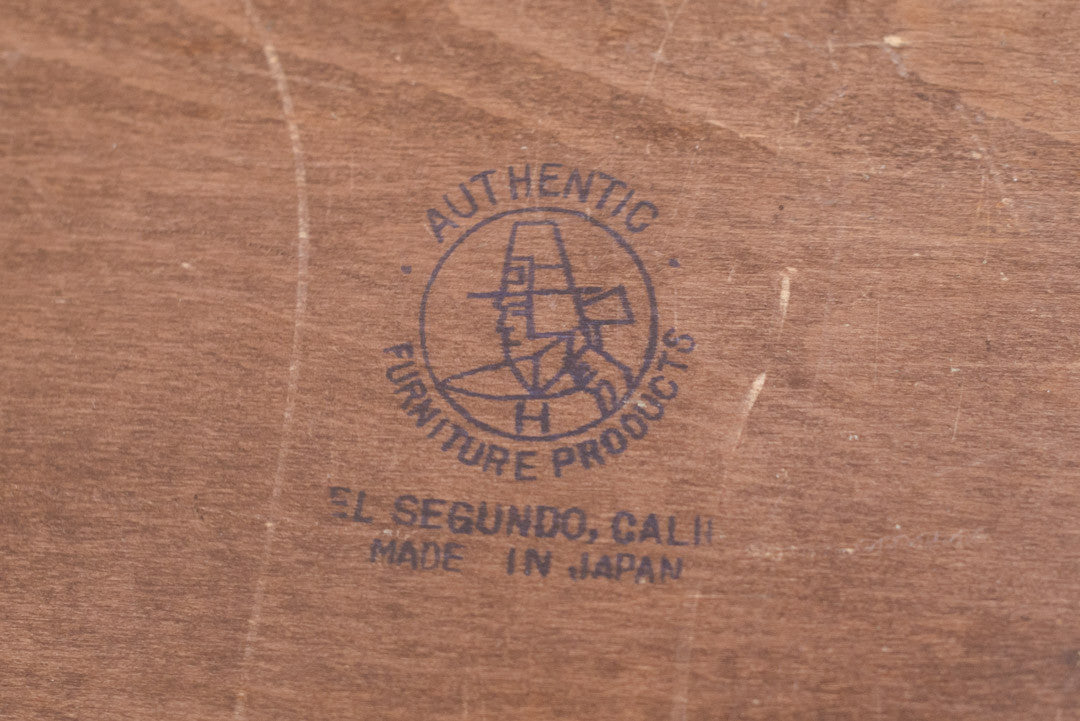 AUTHENTIC
FURNITURE PRODUCTS
H
EL SEGUNDO, CALIF
MADE IN JAPAN